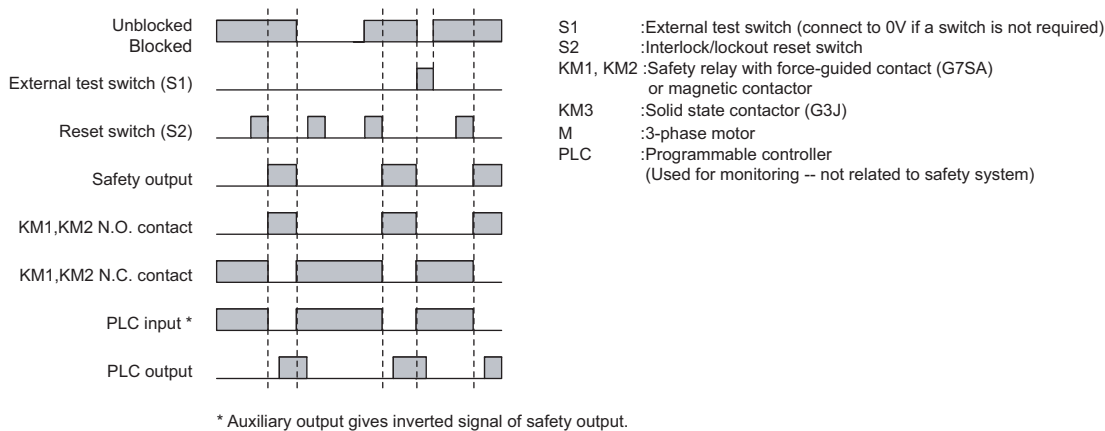 Unblocked
Blocked
External test switch (S1)
Reset switch (S2)
Safety output
KM1,KM2 N.O. contact
KM1,KM2 N.C. contact
PLC input *
PLC output
* Auxiliary output gives inverted signal of safety output.
S1 :External test switch (connect to 0V if a switch is not required)
S2 :Interlock/lockout reset switch
KM1, KM2 :Safety relay with force-guided contact (G7SA)
or magnetic contactor
KM3 :Solid state contactor (G3J)
M :3-phase motor
PLC :Programmable controller
(Used for monitoring -- not related to safety system)